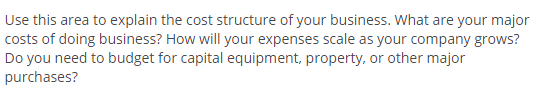 Use this area to explain the cost structure of your business. What are your major
costs of doing business? How will your expenses scale as your company grows?
Do you need to budget for capital equipment, property, or other major
purchases?